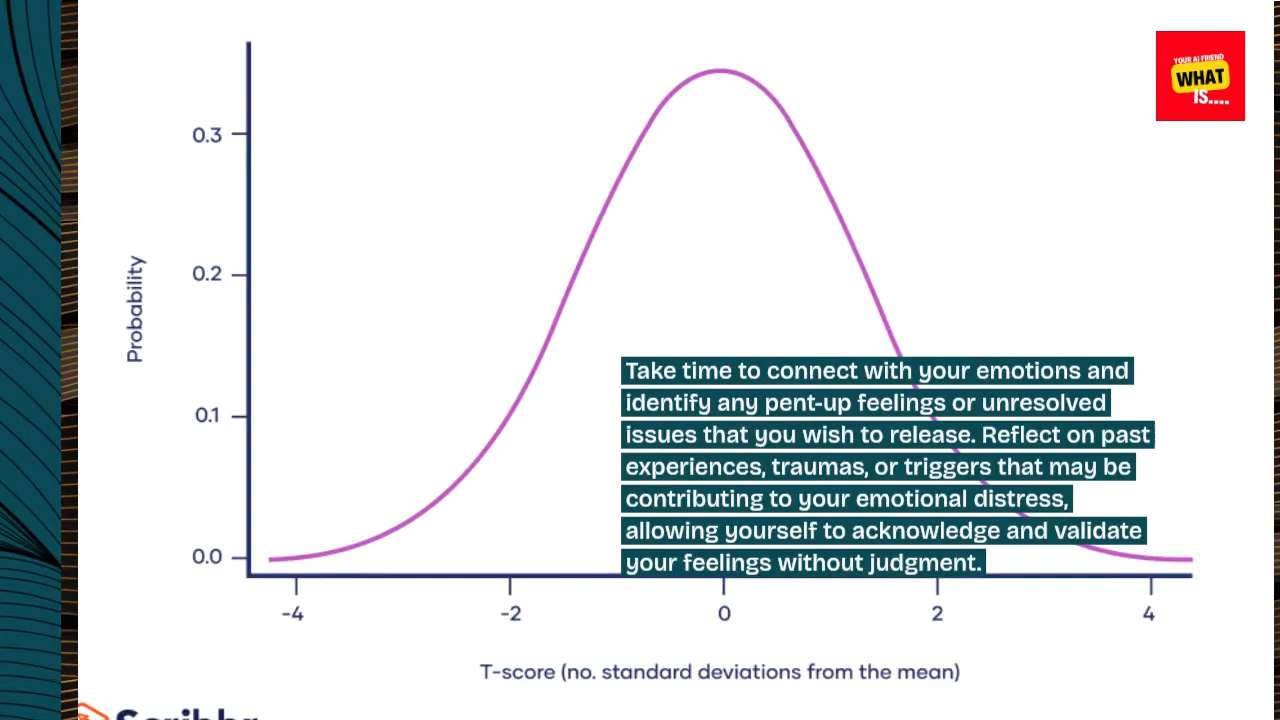 YOUR AI FRIEND
WHAT
IS....
0.3
0.2
0.1
0.0
Probability
Take time to connect with your emotions and
identify any pent-up feelings or unresolved
issues that you wish to release. Reflect on past
experiences, traumas, or triggers that may be
contributing to your emotional distress,
allowing yourself to acknowledge and validate
your feelings without judgment.
-4 -2 0 2 4
T-score (no. standard deviations from the mean)
Scribbr